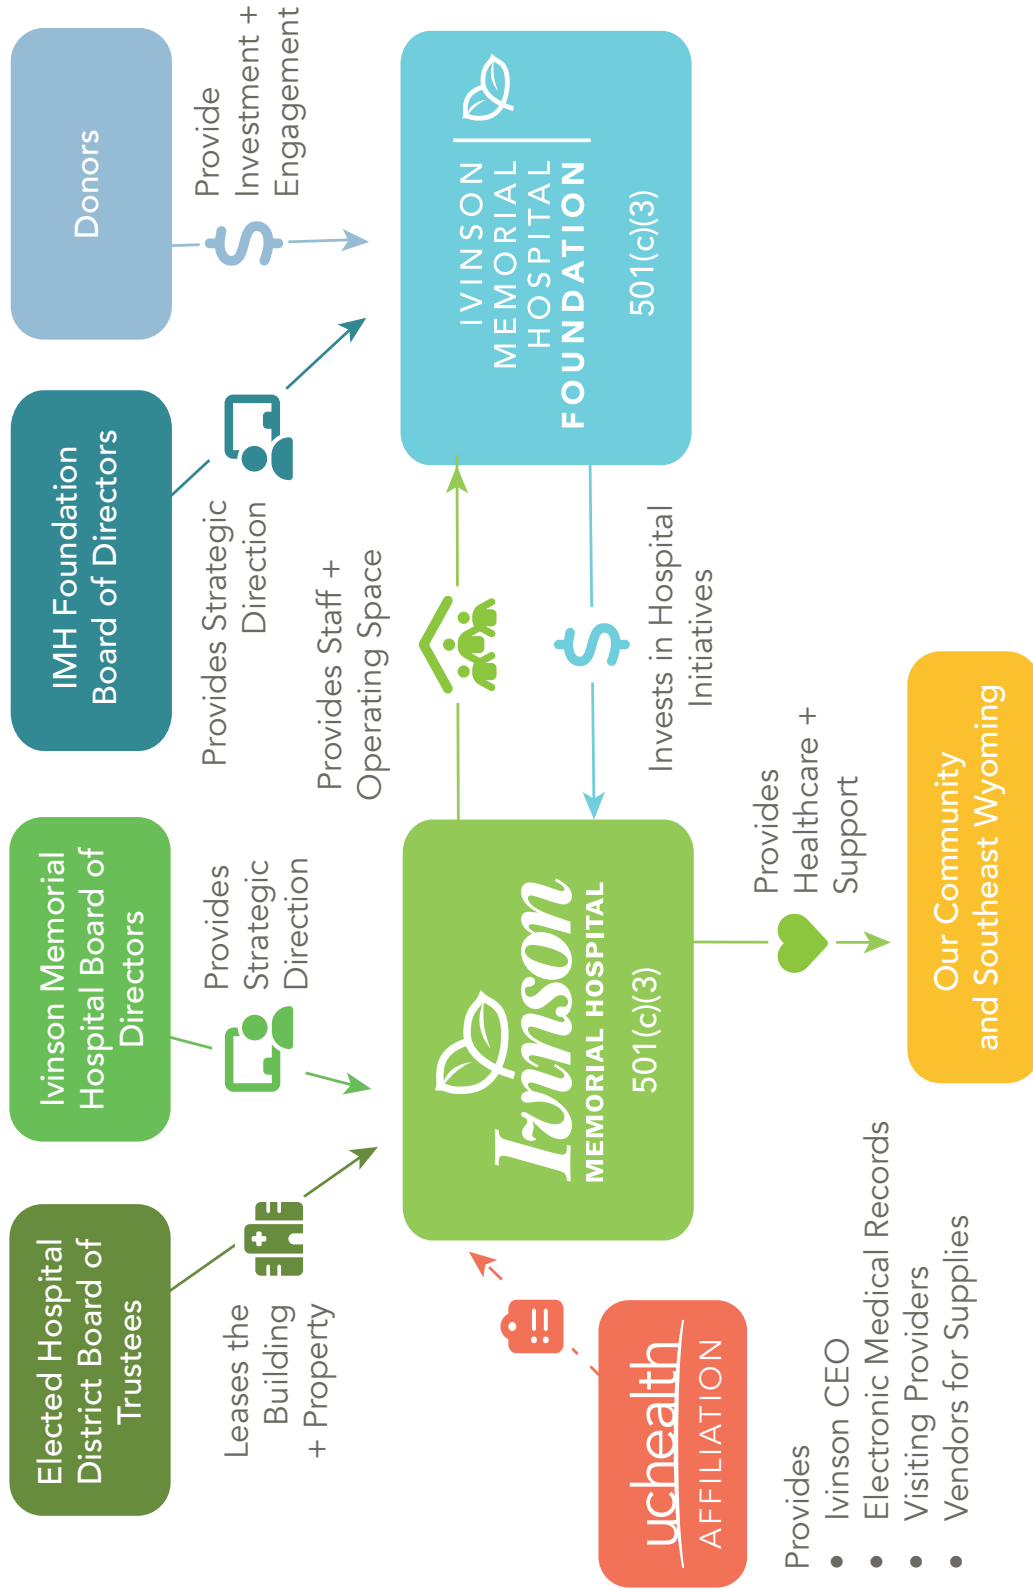 Elected Hospital
District Board of
Trustees
Ivinson Memorial
Hospital Board of
Directors
IMH Foundation
Board of Directors
Donors
Leases the
Building
+ Property
Provides
Strategic
Direction
Provides Strategic
Direction
Provide
Investment +
Engagement
Provides Staff +
Operating Space
Ivinson
MEMORIAL HOSPITAL
501(c)(3)
IVINSON
MEMORIAL
HOSPITAL
FOUNDATION
501(c)(3)
Invests in Hospital
Initiatives
uchealth
AFFILIATION
Provides
• Ivinson CEO
• Electronic Medical Records
• Visiting Providers
• Vendors for Supplies
Provides
Healthcare +
Support
Our Community
and Southeast Wyoming